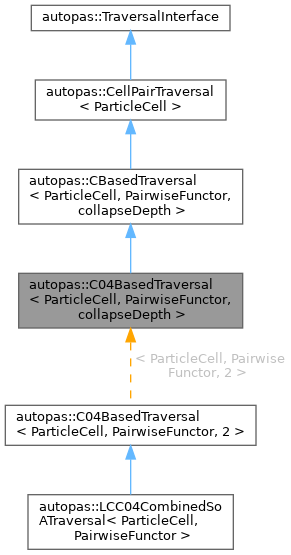 autopas::TraversalInterface
autopas::CellPairTraversal
< ParticleCell >
autopas::CBasedTraversal
< ParticleCell, PairwiseFunctor,
collapseDepth >
autopas::C04BasedTraversal
< ParticleCell, PairwiseFunctor,
collapseDepth >
< ParticleCell, Pairwise
Functor, 2 >
autopas::C04BasedTraversal
< ParticleCell, PairwiseFunctor, 2 >
autopas::LCC04CombinedSo
ATraversal< ParticleCell,
PairwiseFunctor >